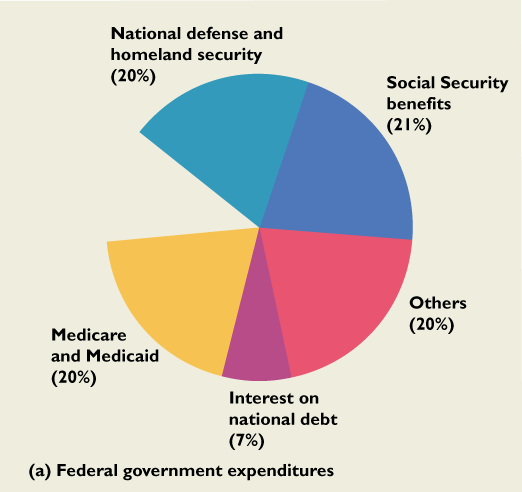 National defense and
homeland security
(20%)
Social Security
benefits
(21%)
Others
(20%)
Interest on
national debt
(7%)
Medicare
and Medicaid
(20%)
(a) Federal government expenditures